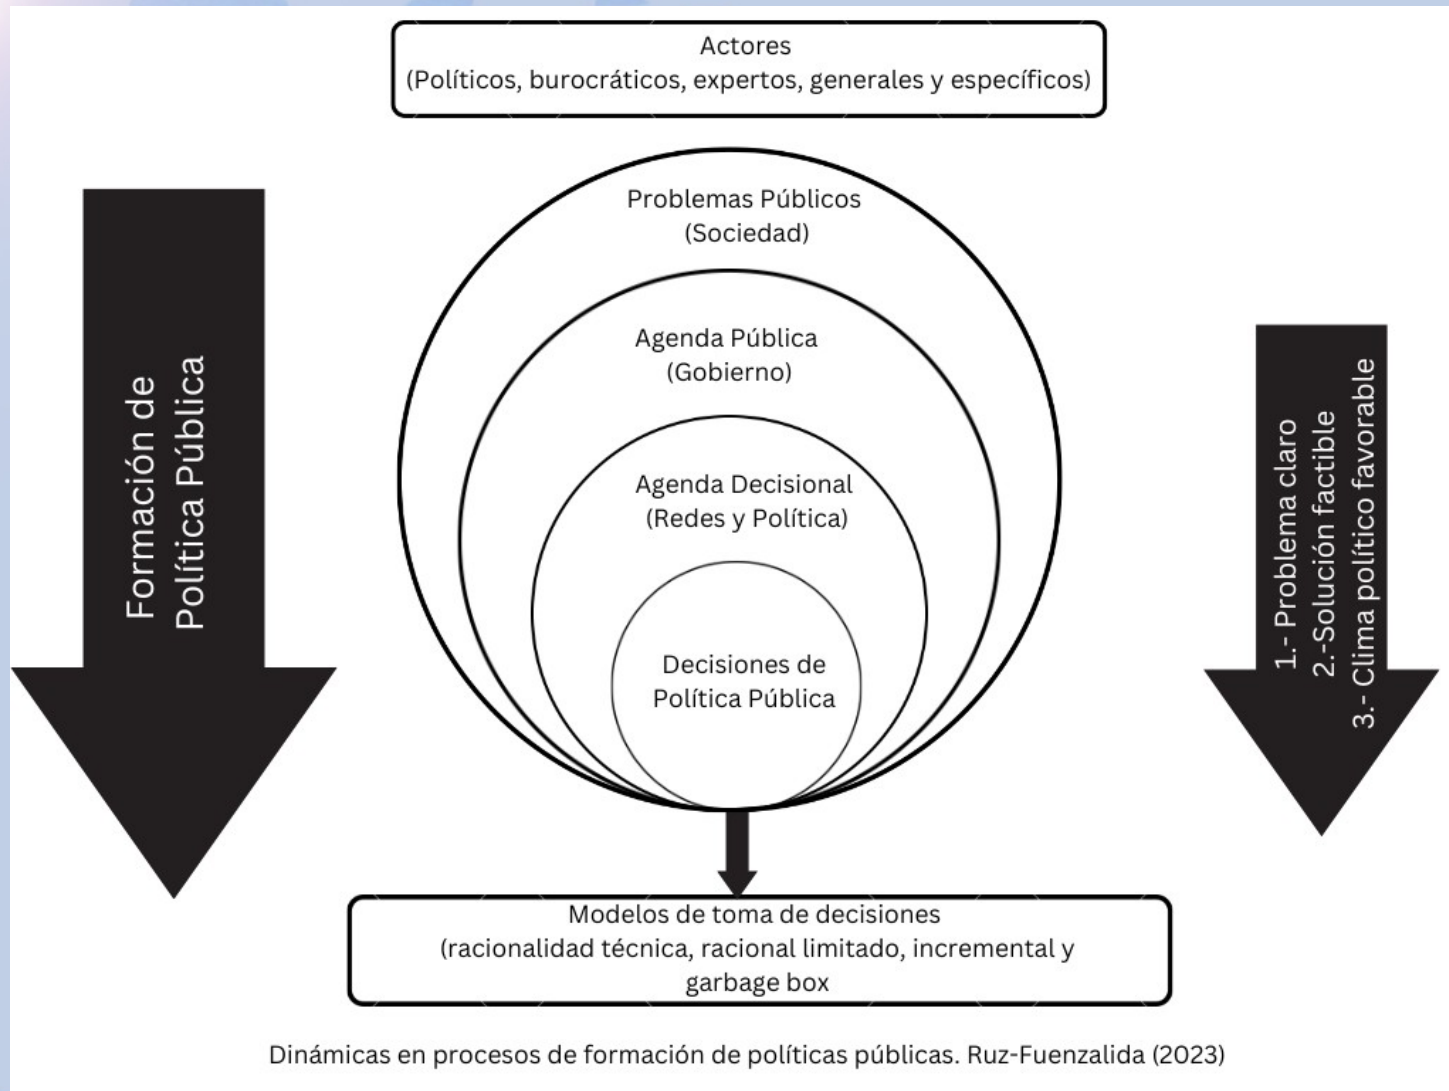 Actores
(Políticos, burocráticos, expertos, generales y específicos)
Problemas Públicos
(Sociedad)
Agenda Pública
(Gobierno)
Agenda Decisional
(Redes y Política)
Decisiones de
Política Pública
Formación de
Política Pública
1.- Problema claro
2.-Solución factible
3.- Clima político favorable
Modelos de toma de decisiones
(racionalidad técnica, racional limitado, incremental y
garbage box
Dinámicas en procesos de formación de políticas públicas. Ruz-Fuenzalida (2023)